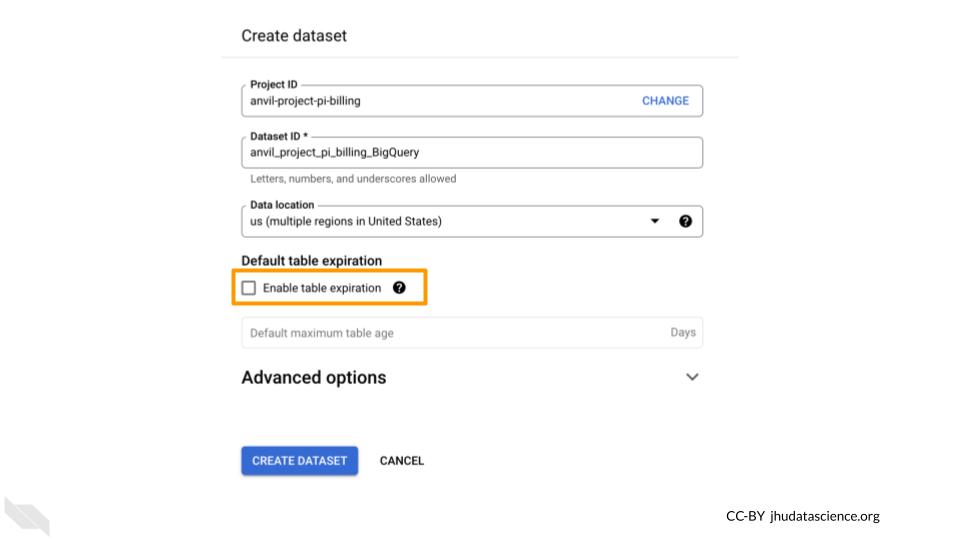 Create dataset
Project ID
anvil-project-pi-billing CHANGE
Dataset ID *
anvil_project_pi_billing_BigQuery
Letters, numbers, and underscores allowed
Data location
us (multiple regions in United States) ?
Default table expiration
Enable table expiration ?
Default maximum table age Days
Advanced options
CREATE DATASET CANCEL
CC-BY jhudatascience.org